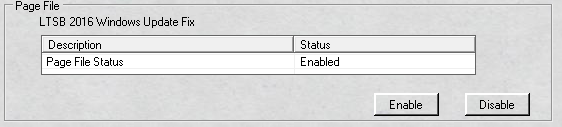 Page File
LTSB 2016 Windows Update Fix
Description Status
Page File Status Enabled
Enable Disable